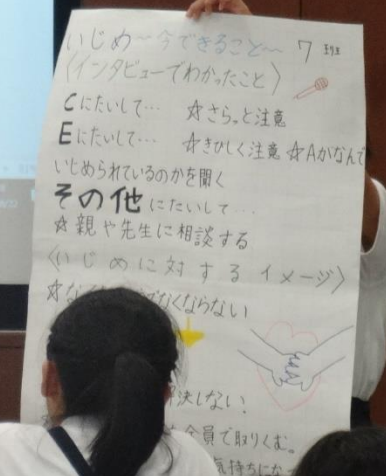 いじめ～今できること～ 7班
〈インタビューでわかったこと〉
Cにたいして… ☆さらっと注意
Eにたいして… ☆きびしく注意 ☆Aがなんで
いじめられているのかを聞く
その他にたいして…
☆親や先生に相談する
〈いじめに対するイメージ〉
☆な
なくならない
決しない!
全員で取りくむ。
気持ちにな